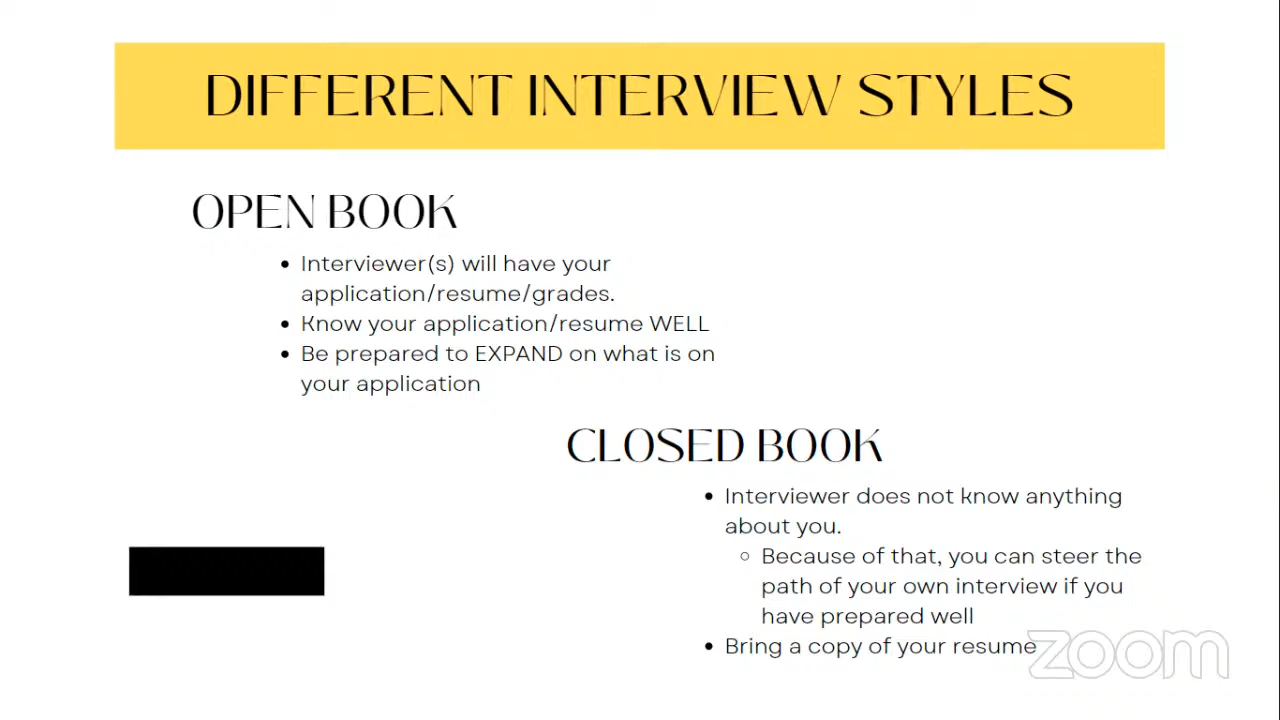 DIFFERENT INTERVIEW STYLES
OPEN BOOK
• Interviewer(s) will have your
application/resume/grades.
• Know your application/resume WELL
• Be prepared to EXPAND on what is on
your application
CLOSED BOOK
• Interviewer does not know anything
about you.
○ Because of that, you can steer the
path of your own interview if you
have prepared well
• Bring a copy of your resume
zoom